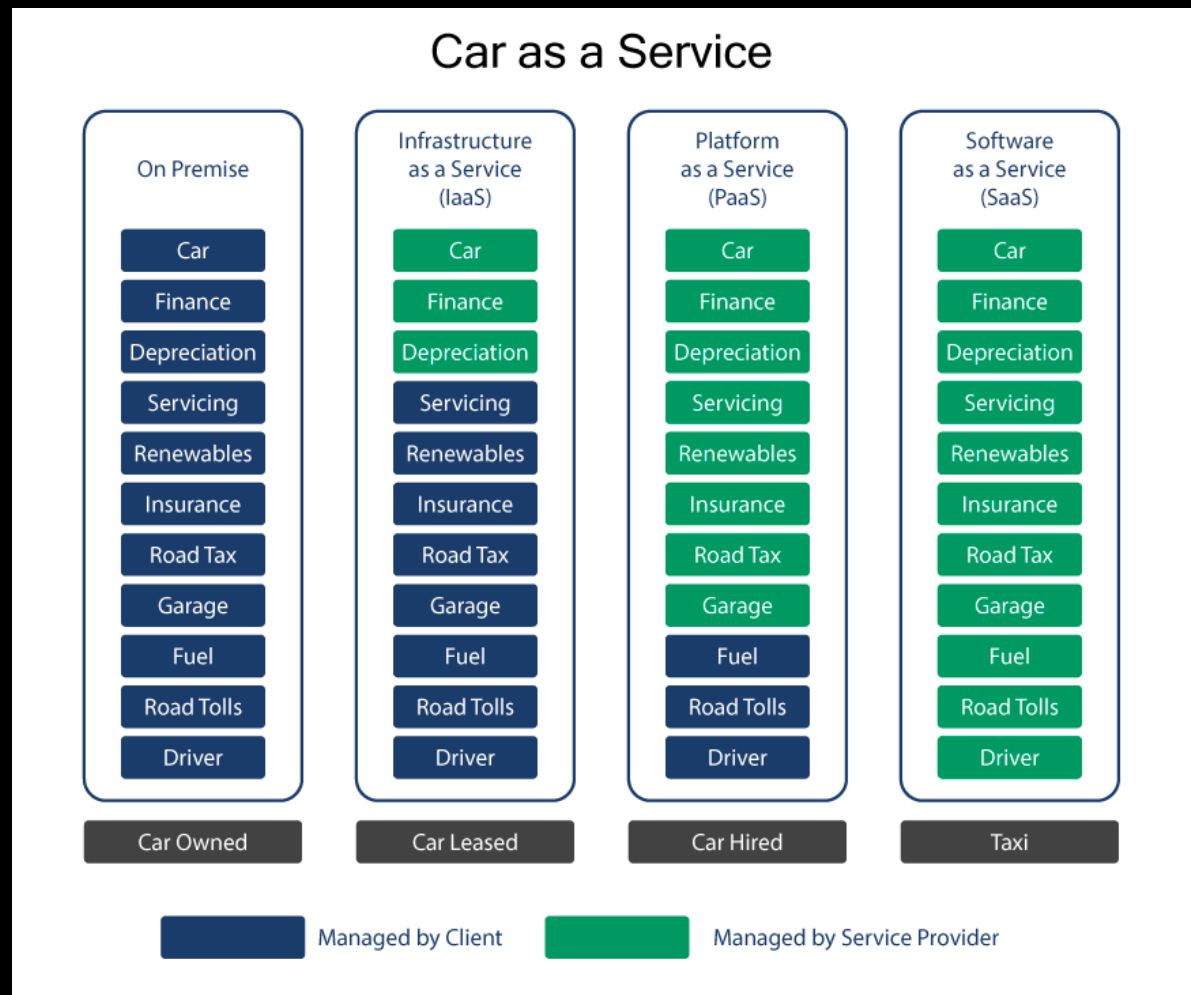 Car as a Service
On Premise
Car
Finance
Depreciation
Servicing
Renewables
Insurance
Road Tax
Garage
Fuel
Road Tolls
Driver
Car Owned
Infrastructure
as a Service
(IaaS)
Car
Finance
Depreciation
Servicing
Renewables
Insurance
Road Tax
Garage
Fuel
Road Tolls
Driver
Car Leased
Platform
as a Service
(PaaS)
Car
Finance
Depreciation
Servicing
Renewables
Insurance
Road Tax
Garage
Fuel
Road Tolls
Driver
Car Hired
Software
as a Service
(SaaS)
Car
Finance
Depreciation
Servicing
Renewables
Insurance
Road Tax
Garage
Fuel
Road Tolls
Driver
Taxi
Managed by Client
Managed by Service Provider